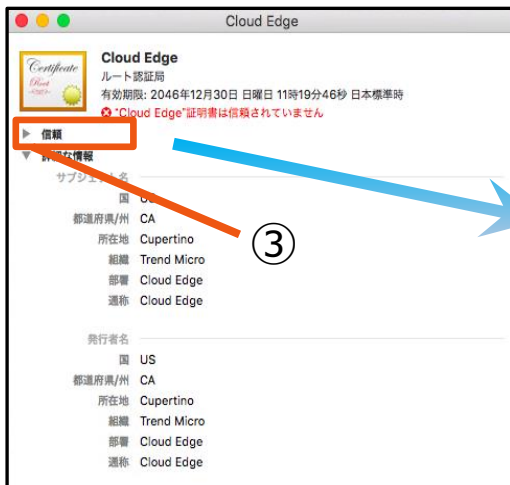 Cloud Edge
Certificate
Root
Cloud Edge
ルート認証局
有効期限: 2046年12月30日 日曜日 11時19分46秒 日本標準時
"Cloud Edge"証明書は信頼されていません
信頼
詳細な情報
サブジェクト名
国 US
都道府県/州 CA
所在地 Cupertino
組織 Trend Micro
部署 Cloud Edge
通称 Cloud Edge
③
発行者名
国 US
都道府県/州 CA
所在地 Cupertino
組織 Trend Micro
部署 Cloud Edge
通称 Cloud Edge